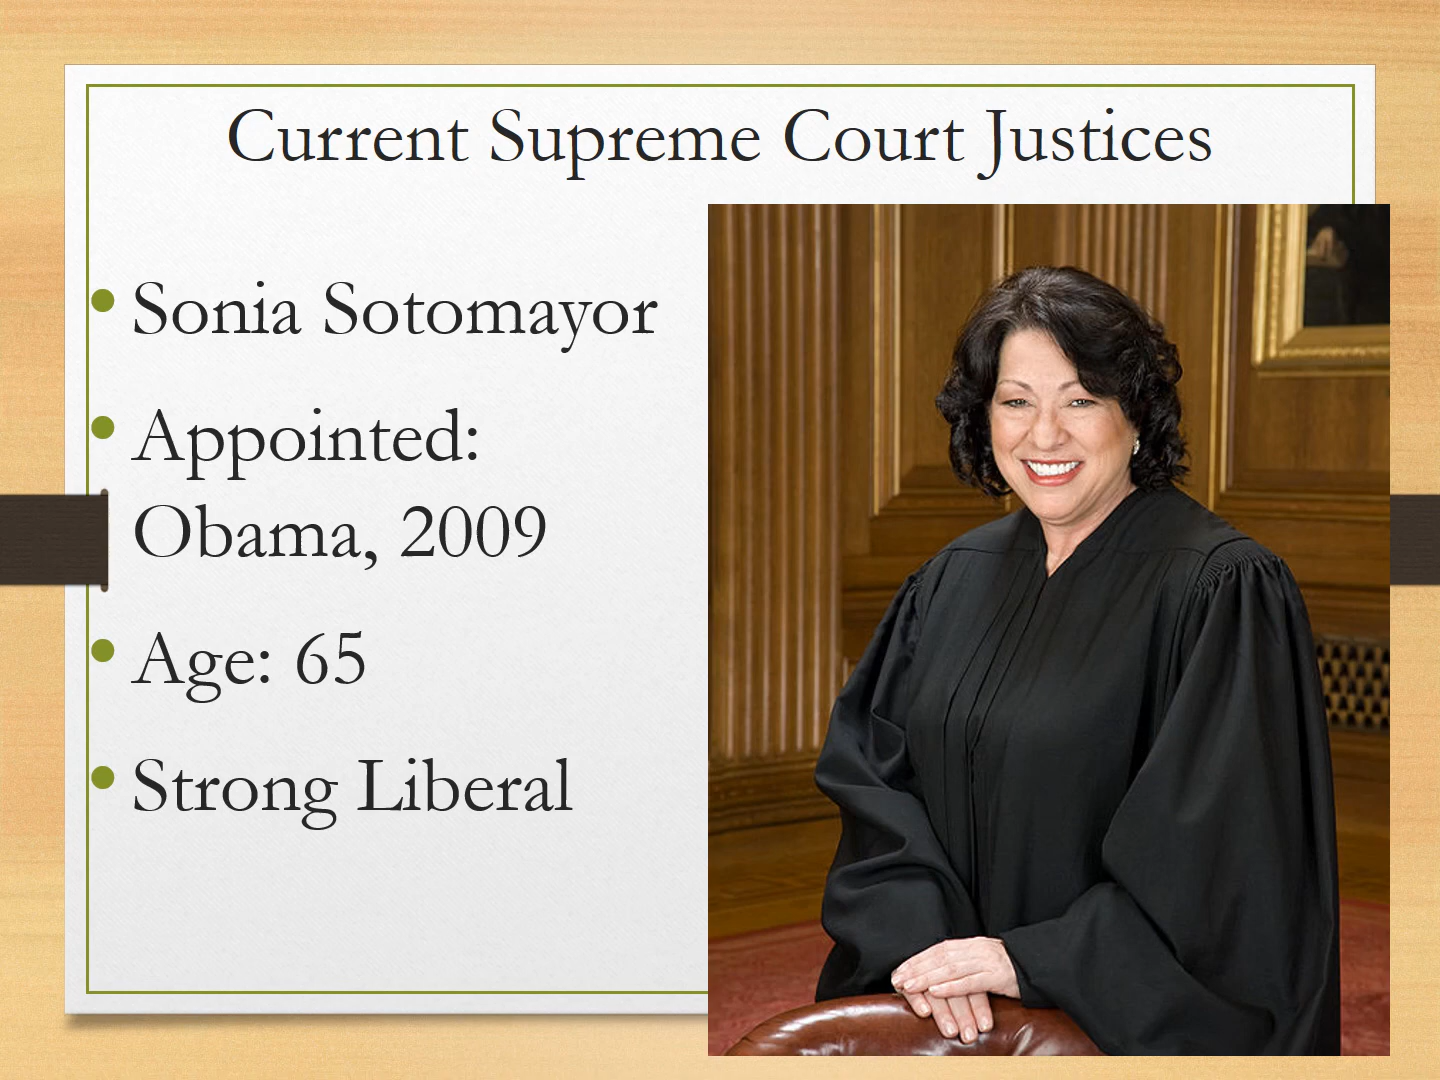 Current Supreme Court Justices
• Sonia Sotomayor
• Appointed:
Obama, 2009
• Age: 65
• Strong Liberal